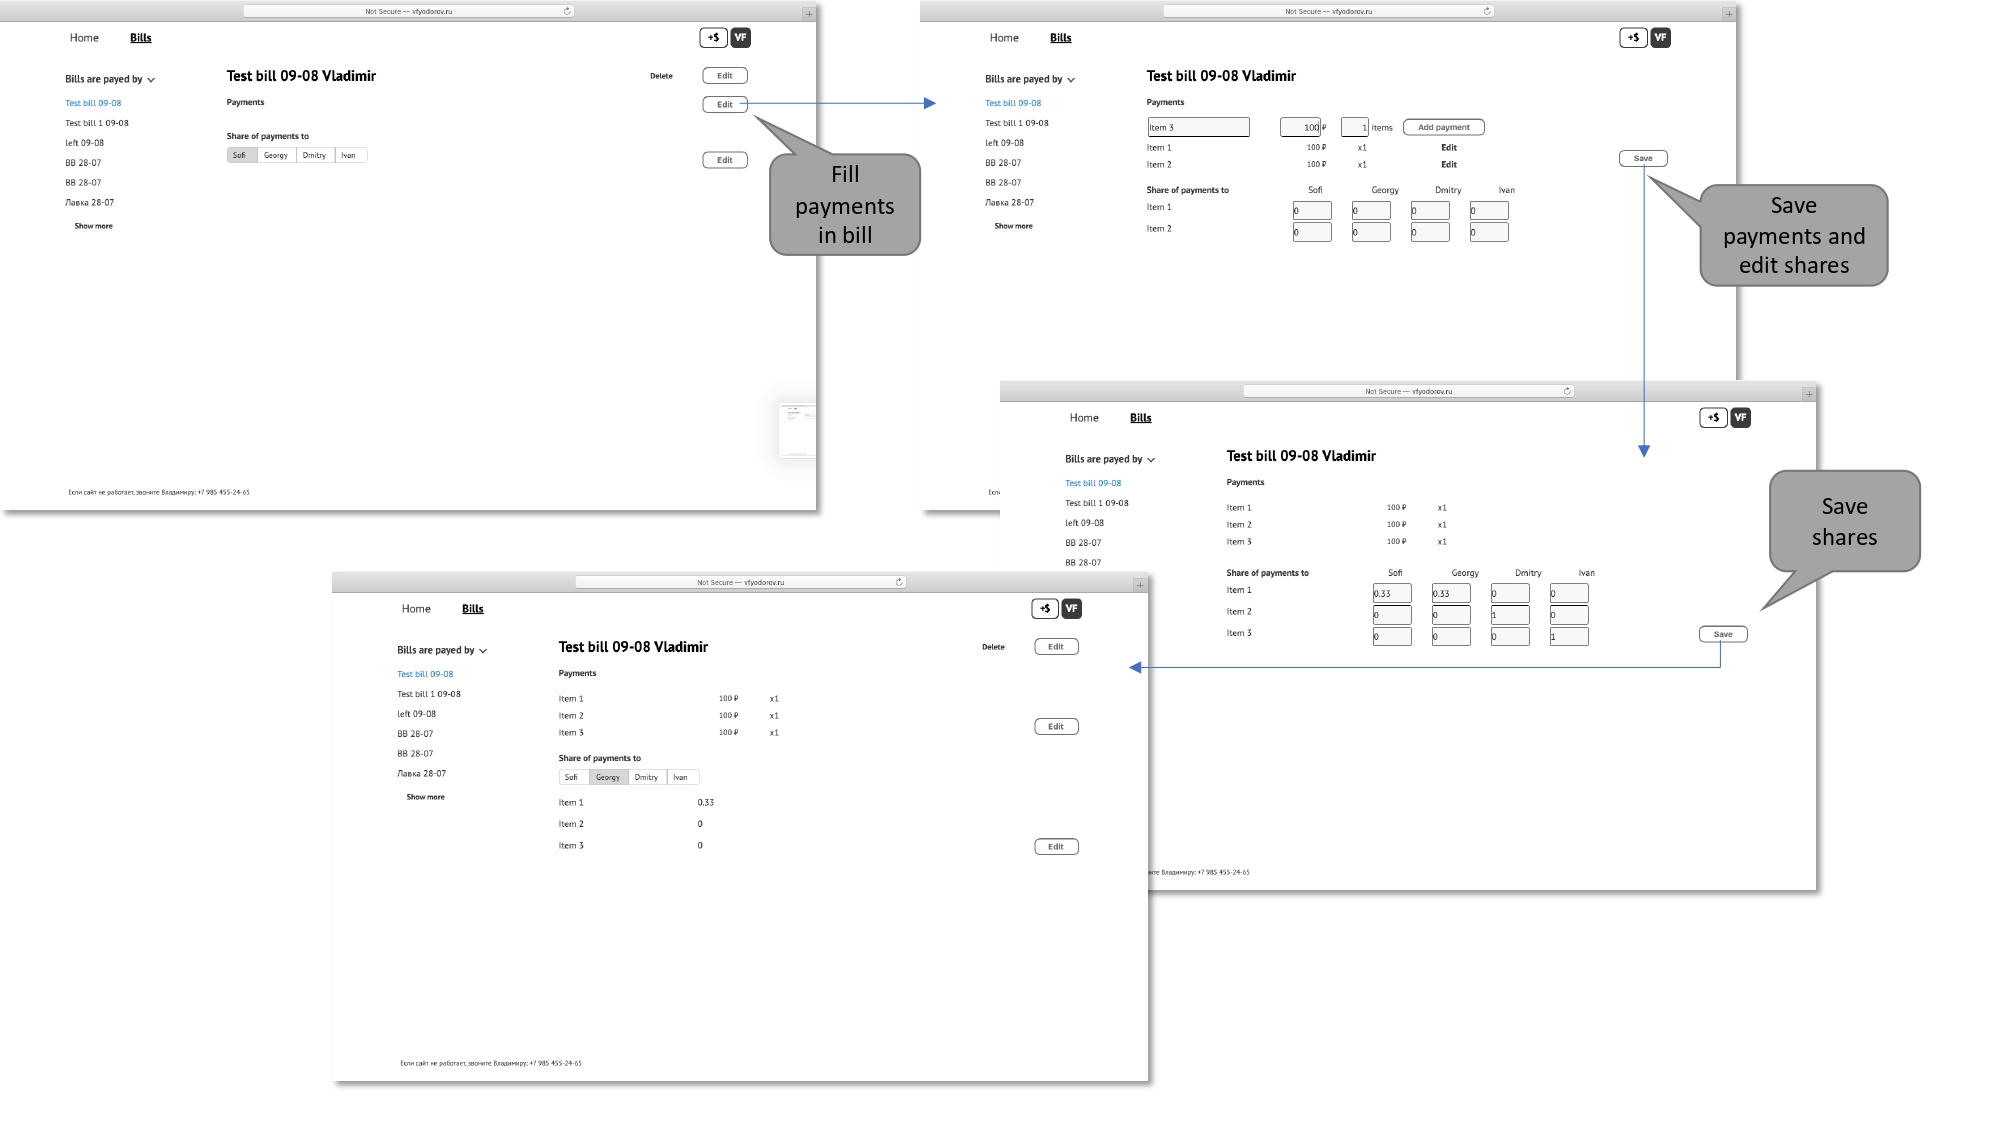 Not Secure — vfyodorov.ru
+
Home Bills +$ VF
Bills are payed by
Test bill 09-08
Test bill 1 09-08
left 09-08
ВВ 28-07
ВВ 28-07
Лавка 28-07
Show more
Test bill 09-08 Vladimir Delete Edit
Payments Edit
Share of payments to
Sofi Georgy Dmitry Ivan Edit
Если сайт не работает, звоните Владимиру: +7 985 455-24-65
Fill
payments
in bill
Not Secure — vfyodorov.ru
+
Home Bills +$ VF
Bills are payed by
Test bill 09-08
Test bill 1 09-08
left 09-08
ВВ 28-07
ВВ 28-07
Лавка 28-07
Show more
Test bill 09-08 Vladimir
Payments
Item 3 100 ₽ 1 items Add payment
Item 1 100 ₽ x1 Edit
Item 2 100 ₽ x1 Edit
Save
Share of payments to Sofi Georgy Dmitry Ivan
Item 1 0 0 0 0
Item 2 0 0 0 0
Save
payments and
edit shares
Not Secure — vfyodorov.ru
+
Home Bills +$ VF
Bills are payed by
Test bill 09-08
Test bill 1 09-08
left 09-08
ВВ 28-07
ВВ 28-07
Test bill 09-08 Vladimir
Payments
Item 1 100 ₽ x1
Item 2 100 ₽ x1
Item 3 100 ₽ x1
Share of payments to Sofi Georgy Dmitry Ivan
Item 1 0.33 0.33 0 0
Item 2 0 0 1 0
Item 3 0 0 0 1
Save
Владимиру: +7 985 455-24-65
Save
shares
Not Secure — vfyodorov.ru
+
Home Bills +$ VF
Bills are payed by
Test bill 09-08
Test bill 1 09-08
left 09-08
ВВ 28-07
ВВ 28-07
Лавка 28-07
Show more
Test bill 09-08 Vladimir Delete Edit
Payments
Item 1 100 ₽ x1
Item 2 100 ₽ x1
Item 3 100 ₽ x1
Edit
Share of payments to
Sofi Georgy Dmitry Ivan
Item 1 0.33
Item 2 0
Item 3 0
Edit
Если сайт не работает, звоните Владимиру: +7 985 455-24-65